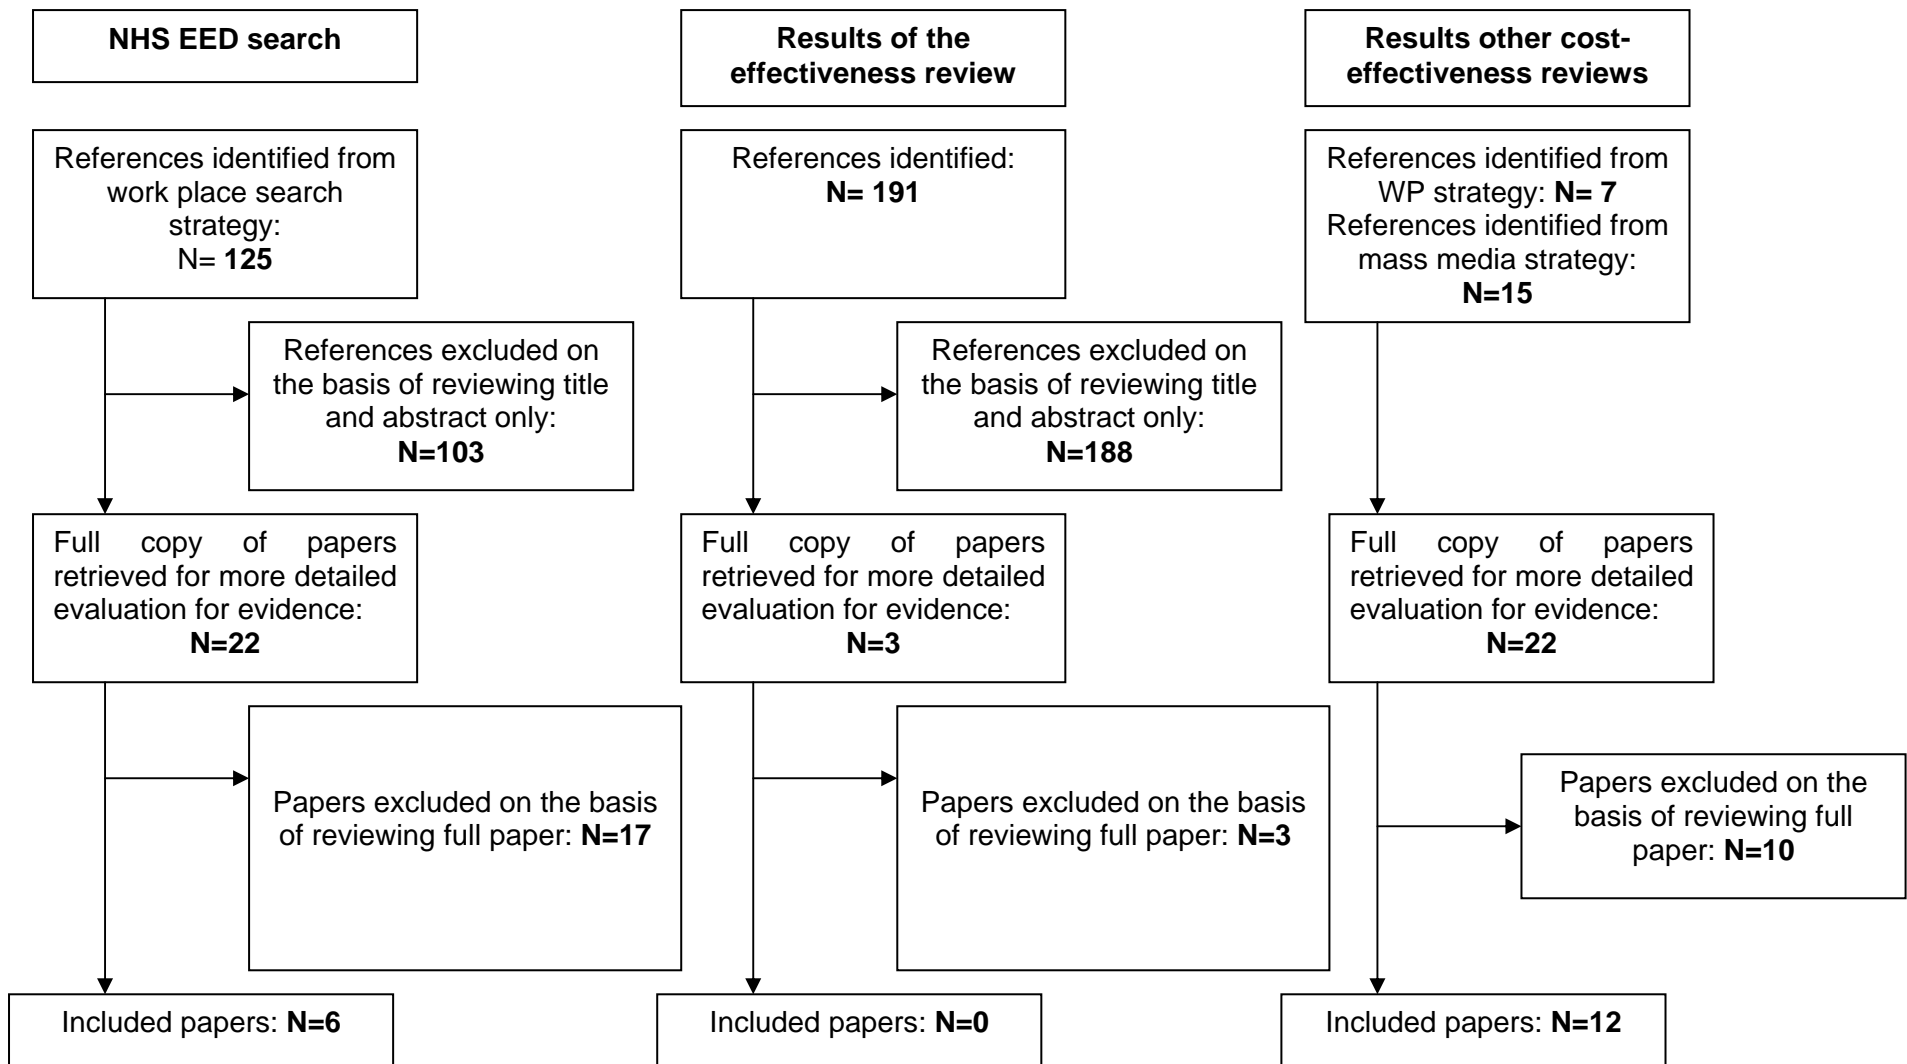 NHS EED search
References identified from
work place search
strategy:
N= 125
References excluded on
the basis of reviewing title
and abstract only:
N=103
Full copy of papers
retrieved for more detailed
evaluation for evidence:
N=22
Papers excluded on the basis
of reviewing full paper: N=17
Included papers: N=6
Results of the
effectiveness review
References identified:
N= 191
References excluded on
the basis of reviewing title
and abstract only:
N=188
Full copy of papers
retrieved for more detailed
evaluation for evidence:
N=3
Papers excluded on the basis
of reviewing full paper: N=3
Included papers: N=0
Results other cost-
effectiveness reviews
References identified from
WP strategy: N= 7
References identified from
mass media strategy:
N=15
Full copy of papers
retrieved for more detailed
evaluation for evidence:
N=22
Papers excluded on the
basis of reviewing full
paper: N=10
Included papers: N=12